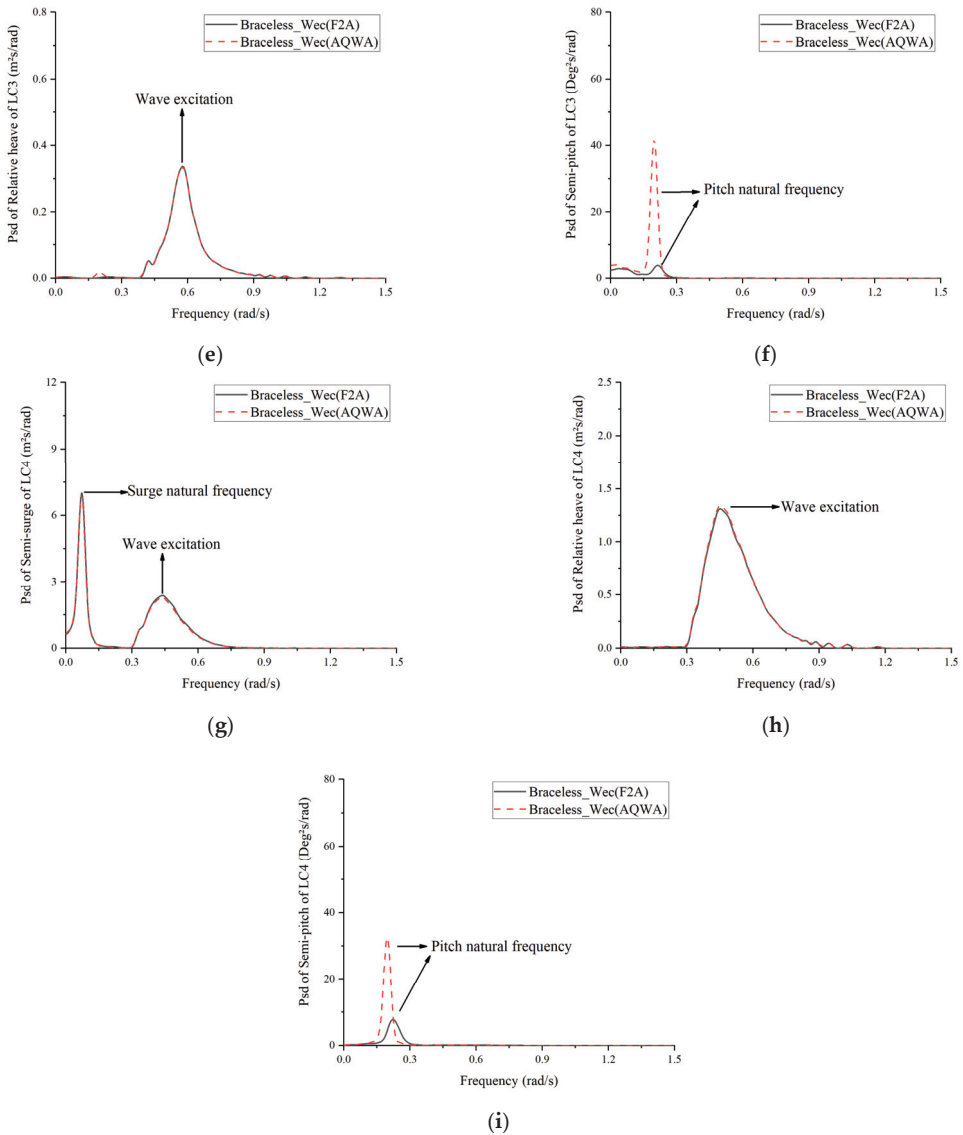 Braceless_Wec(F2A)
Braceless_Wec(AQWA)
Psd of Relative heave of LC3 (m²s/rad)
0.8
0.6
0.4
0.2
0.0
Wave excitation
0.0 0.3 0.6 0.9 1.2 1.5
Frequency (rad/s)
(e)
Braceless_Wec(F2A)
Braceless_Wec(AQWA)
Psd of Semi-pitch of LC3 (Deg²s/rad)
80
60
40
20
0
Pitch natural frequency
0.0 0.3 0.6 0.9 1.2 1.5
Frequency (rad/s)
(f)
Braceless_Wec(F2A)
Braceless_Wec(AQWA)
Psd of Semi-surge of LC4 (m²s/rad)
12
9
6
3
0
Surge natural frequency
Wave excitation
0.0 0.3 0.6 0.9 1.2 1.5
Frequency (rad/s)
(g)
Braceless_Wec(F2A)
Braceless_Wec(AQWA)
Psd of Relative heave of LC4 (m²s/rad)
2.5
2.0
1.5
1.0
0.5
0.0
Wave excitation
0.0 0.3 0.6 0.9 1.2 1.5
Frequency (rad/s)
(h)
Braceless_Wec(F2A)
Braceless_Wec(AQWA)
Psd of Semi-pitch of LC4 (Deg²s/rad)
80
60
40
20
0
Pitch natural frequency
0.0 0.3 0.6 0.9 1.2 1.5
Frequency (rad/s)
(i)